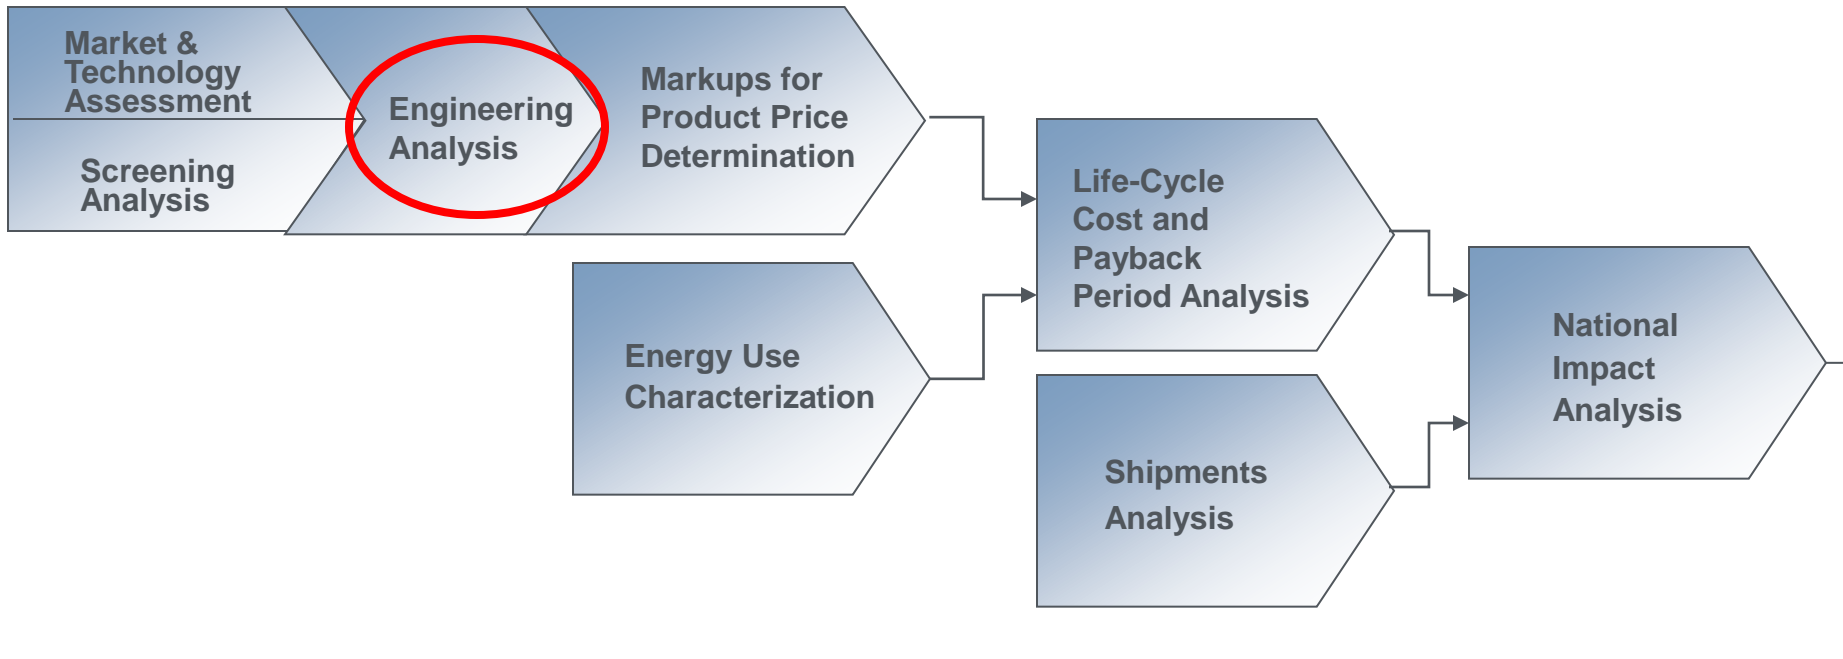 Market &
Technology
Assessment
Screening
Analysis
Engineering
Analysis
Markups for
Product Price
Determination
Energy Use
Characterization
Life-Cycle
Cost and
Payback
Period Analysis
Shipments
Analysis
National
Impact
Analysis